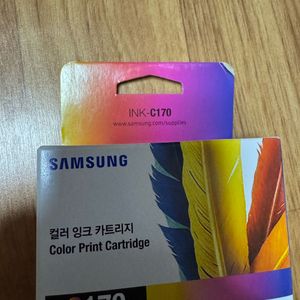 INK-C170
www.samsung.com/supplies
SAMSUNG
컬러 잉크 카트리지
Color Print Cartridge